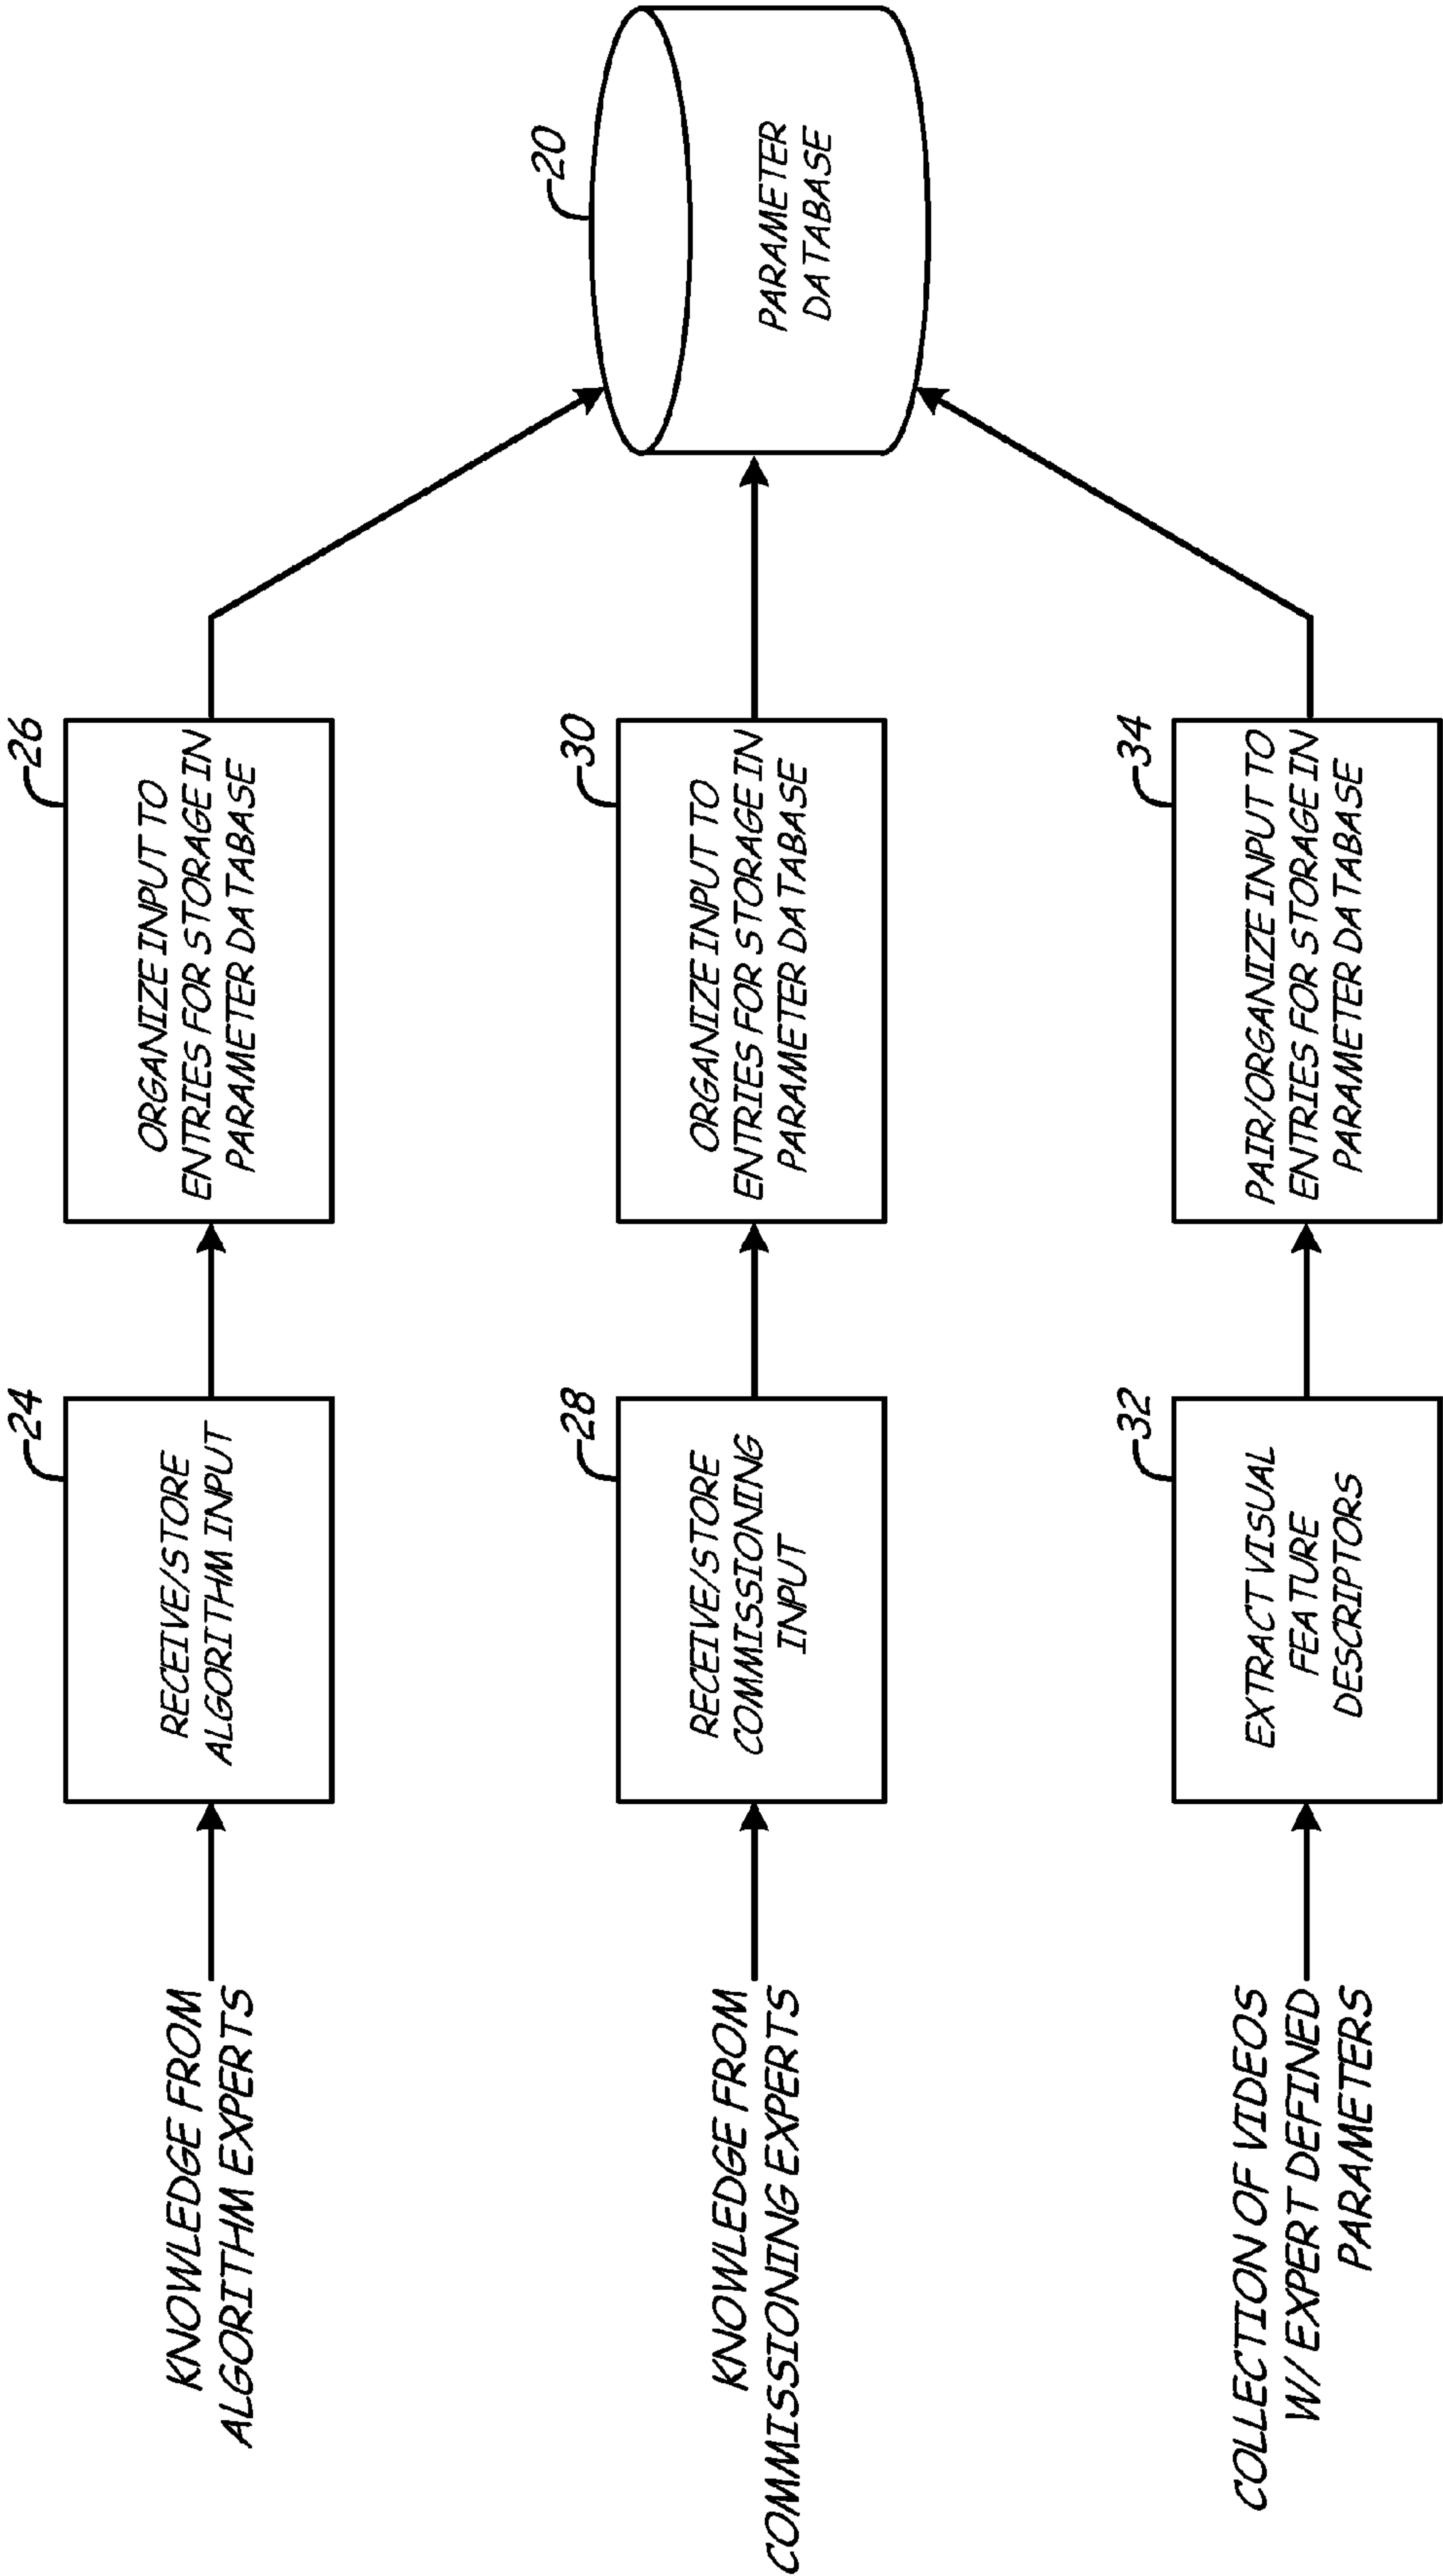 KNOWLEDGE FROM
ALGORITHM EXPERTS
24
RECEIVE/STORE
ALGORITHM INPUT
26
ORGANIZE INPUT TO
ENTRIES FOR STORAGE IN
PARAMETER DATABASE
KNOWLEDGE FROM
COMMISSIONING EXPERTS
28
RECEIVE/STORE
COMMISSIONING
INPUT
30
ORGANIZE INPUT TO
ENTRIES FOR STORAGE IN
PARAMETER DATABASE
20
PARAMETER
DATABASE
COLLECTION OF VIDEOS
W/ EXPERT DEFINED
PARAMETERS
32
EXTRACT VISUAL
FEATURE
DESCRIPTORS
34
PAIR/ORGANIZE INPUT TO
ENTRIES FOR STORAGE IN
PARAMETER DATABASE